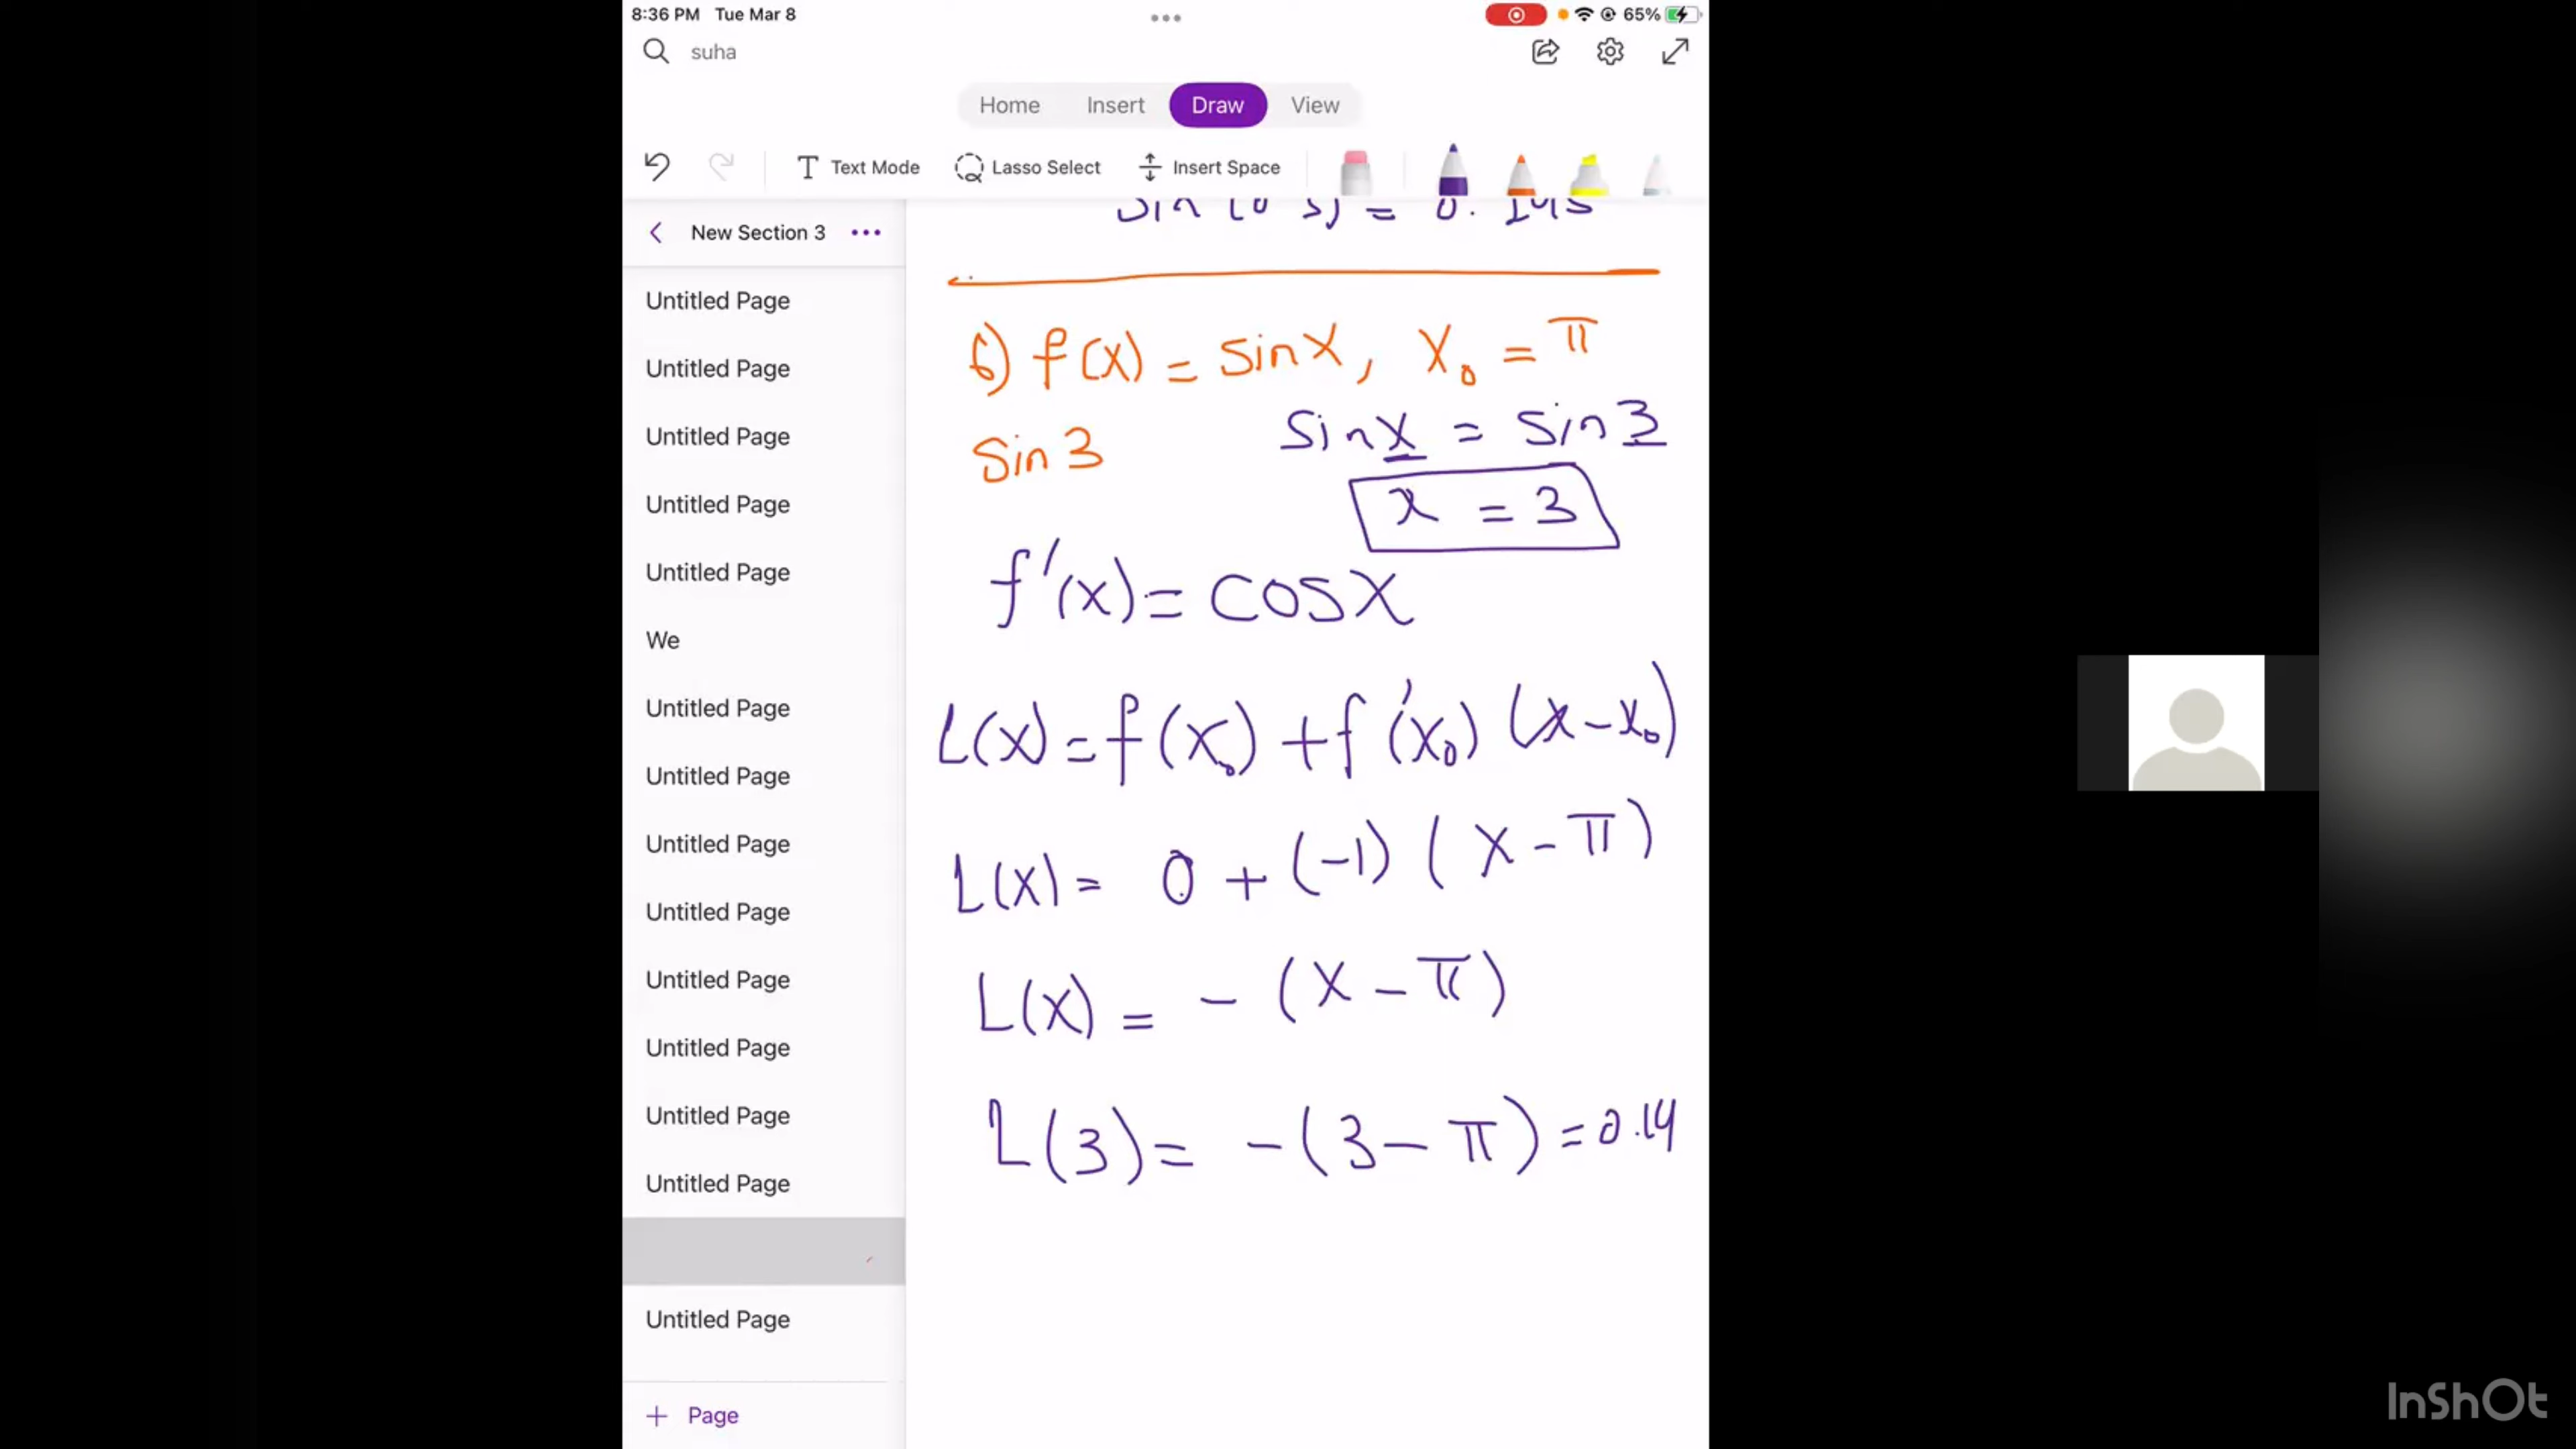 8:36 PM Tue Mar 8
65%
suha
Home Insert Draw View
Text Mode Lasso Select Insert Space
New Section 3
Untitled Page
Untitled Page
Untitled Page
Untitled Page
Untitled Page
We
Untitled Page
Untitled Page
Untitled Page
Untitled Page
Untitled Page
Untitled Page
Untitled Page
Untitled Page
Untitled Page
+ Page
6) f(x) = sin x, x₀ = π
sin 3
sin x = sin 3
x = 3
f'(x) = cos x
L(x) = f(x₀) + f'(x₀) (x - x₀)
L(x) = 0 + (-1) (x - π)
L(x) = - (x - π)
L(3) = -(3 - π) = 0.14
InShOt